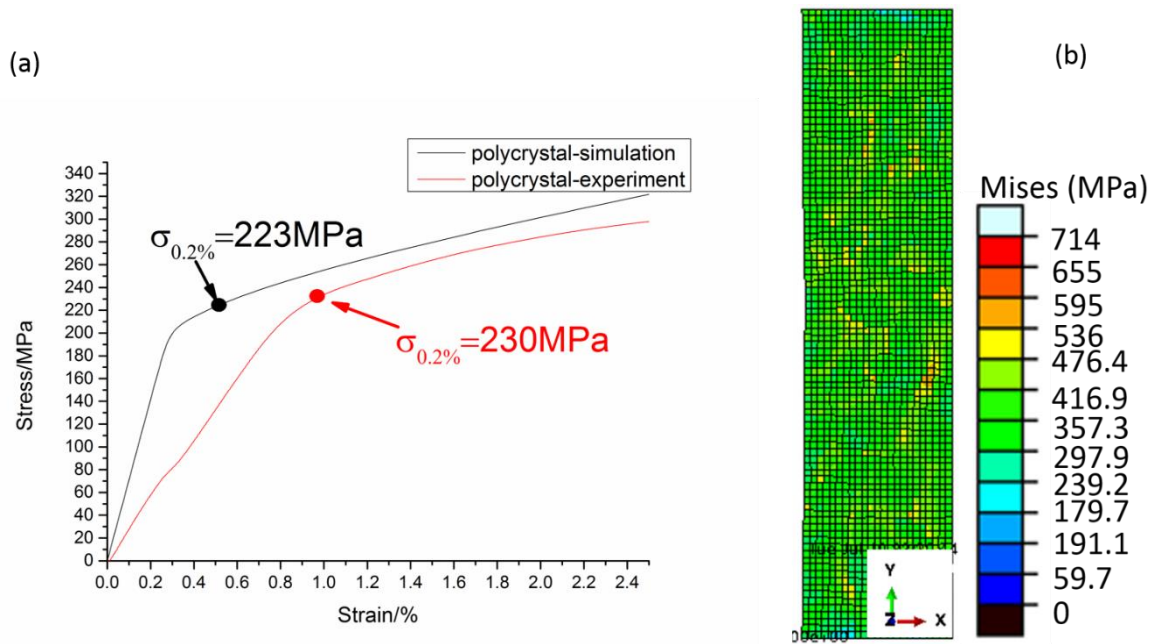 (a)
(b)
polycrystal-simulation
polycrystal-experiment
340
320
300
280
260
240
220
200
180
160
140
120
100
80
60
40
20
0
Stress/MPa
σ0.2%=223MPa
σ0.2%=230MPa
0.0 0.2 0.4 0.6 0.8 1.0 1.2 1.4 1.6 1.8 2.0 2.2 2.4
Strain/%
Mises (MPa)
714
655
595
536
476.4
416.9
357.3
297.9
239.2
179.7
191.1
59.7
0
Y
Z X